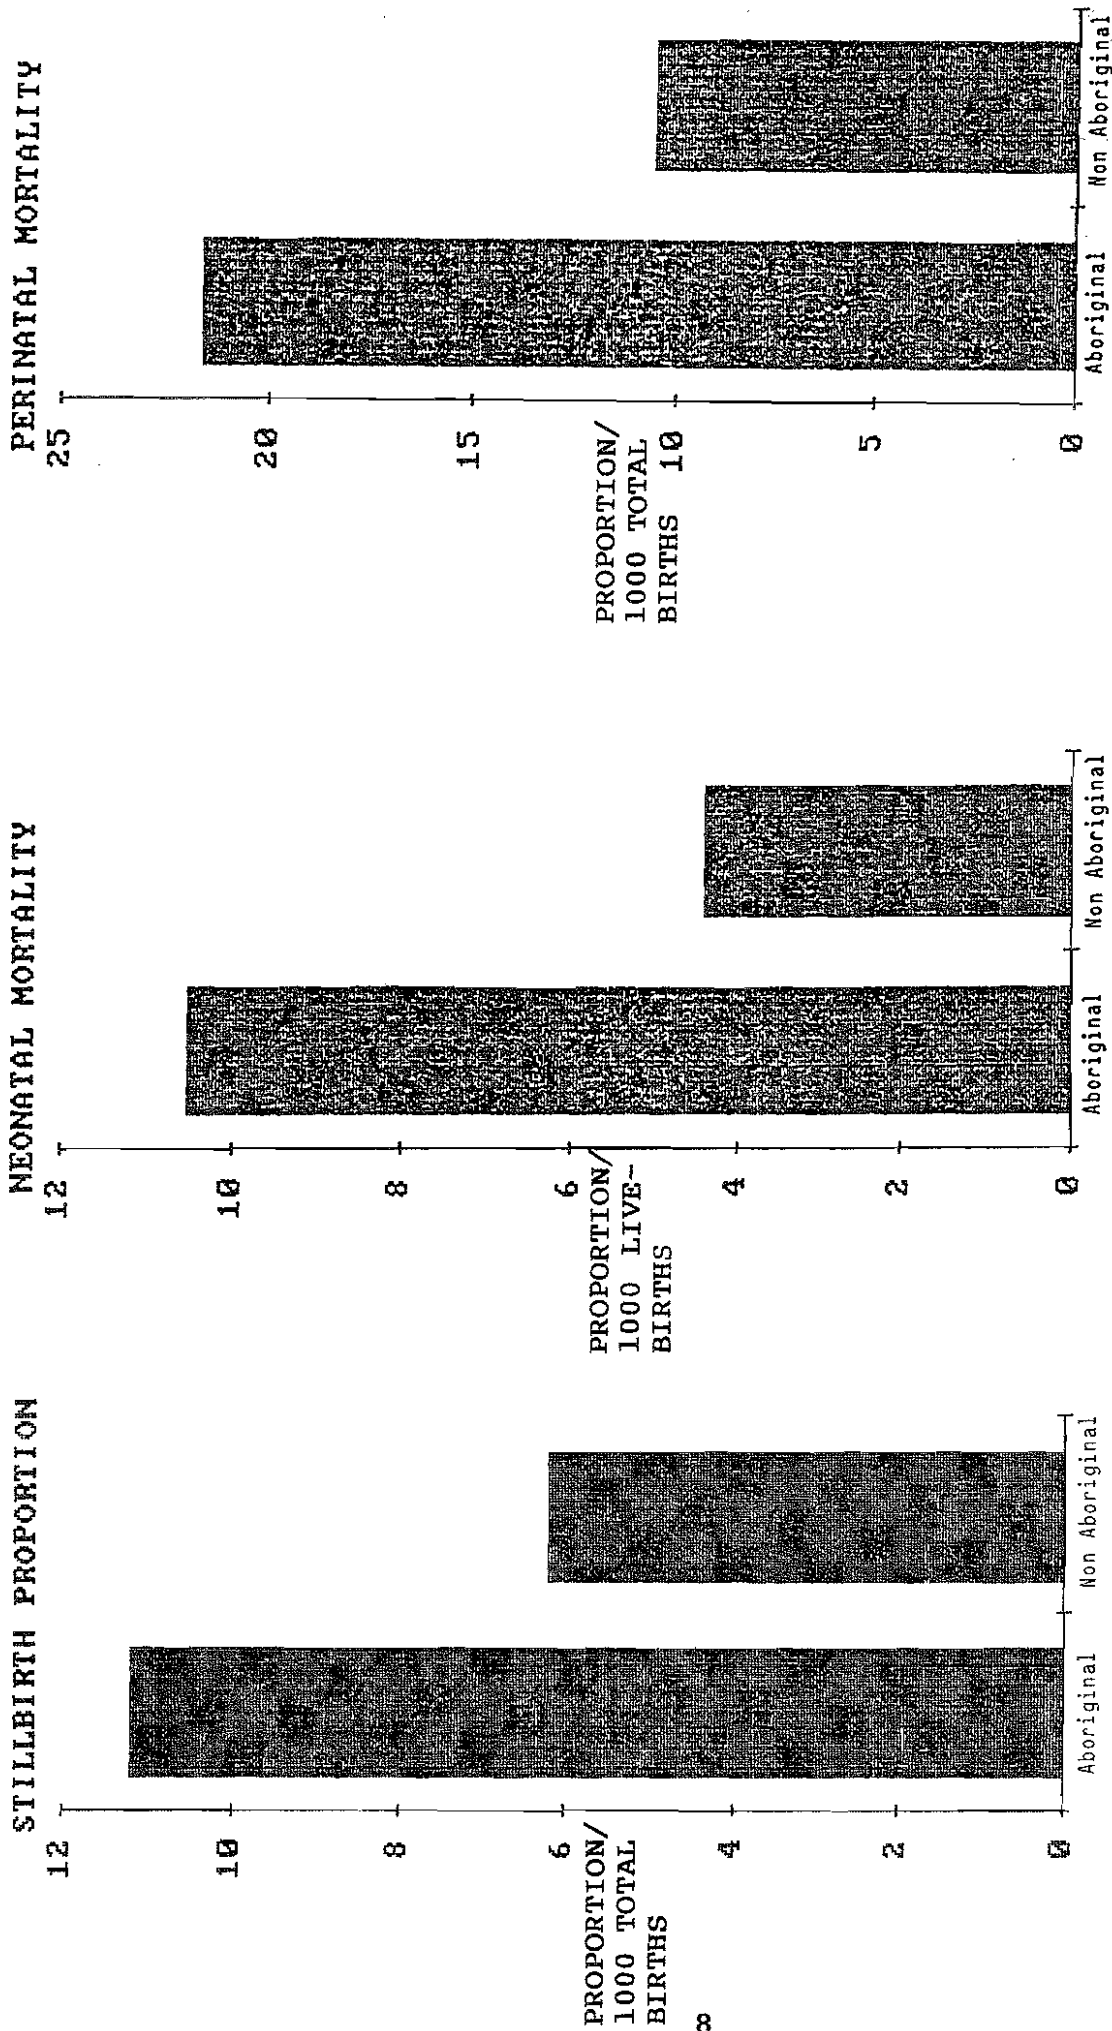 STILLBIRTH PROPORTION
12
10
8
6
4
2
0
PROPORTION/
1000 TOTAL
BIRTHS
Aboriginal
Non Aboriginal
NEONATAL MORTALITY
12
10
8
6
4
2
0
PROPORTION/
1000 LIVE-
BIRTHS
Aboriginal
Non Aboriginal
PERINATAL MORTALITY
25
20
15
10
5
0
PROPORTION/
1000 TOTAL
BIRTHS
Aboriginal
Non Aboriginal
8